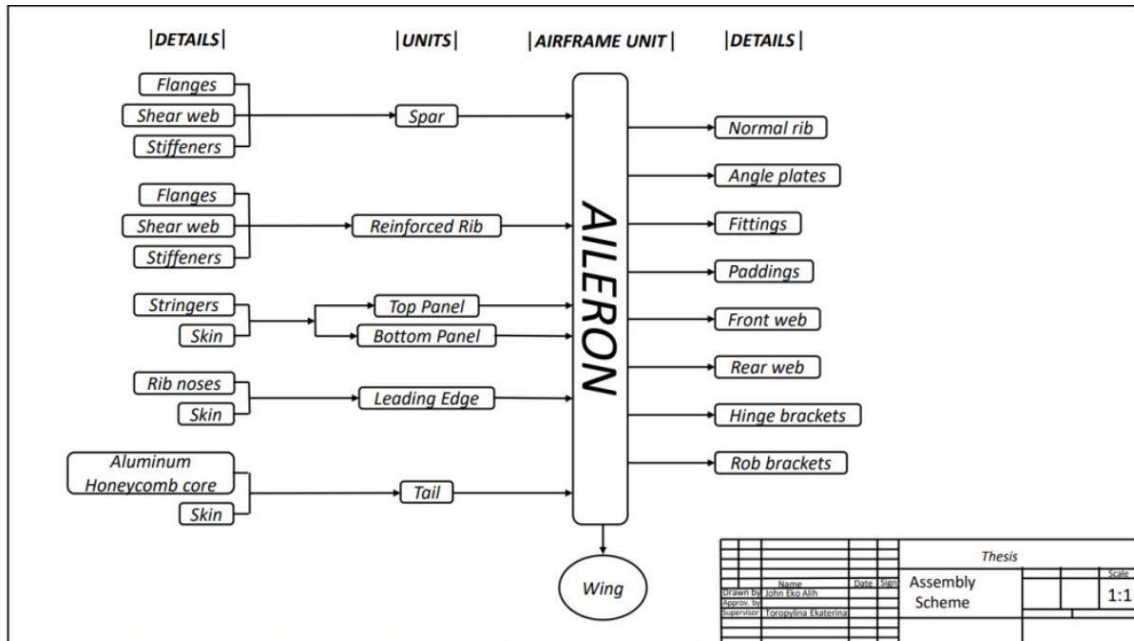 |DETAILS|
|UNITS|
|AIRFRAME UNIT|
|DETAILS|
Flanges
Shear web
Stiffeners
Spar
Flanges
Shear web
Stiffeners
Reinforced Rib
Stringers
Skin
Top Panel
Bottom Panel
Rib noses
Skin
Leading Edge
Aluminum
Honeycomb core
Skin
Tail
AILERON
Normal rib
Angle plates
Fittings
Paddings
Front web
Rear web
Hinge brackets
Rob brackets
Wing
Thesis
Name Date Sign
Drawn by John Eko Alih
Approv. by
Supervisor Toropylina Ekaterina
Assembly
Scheme
Scale
1:1